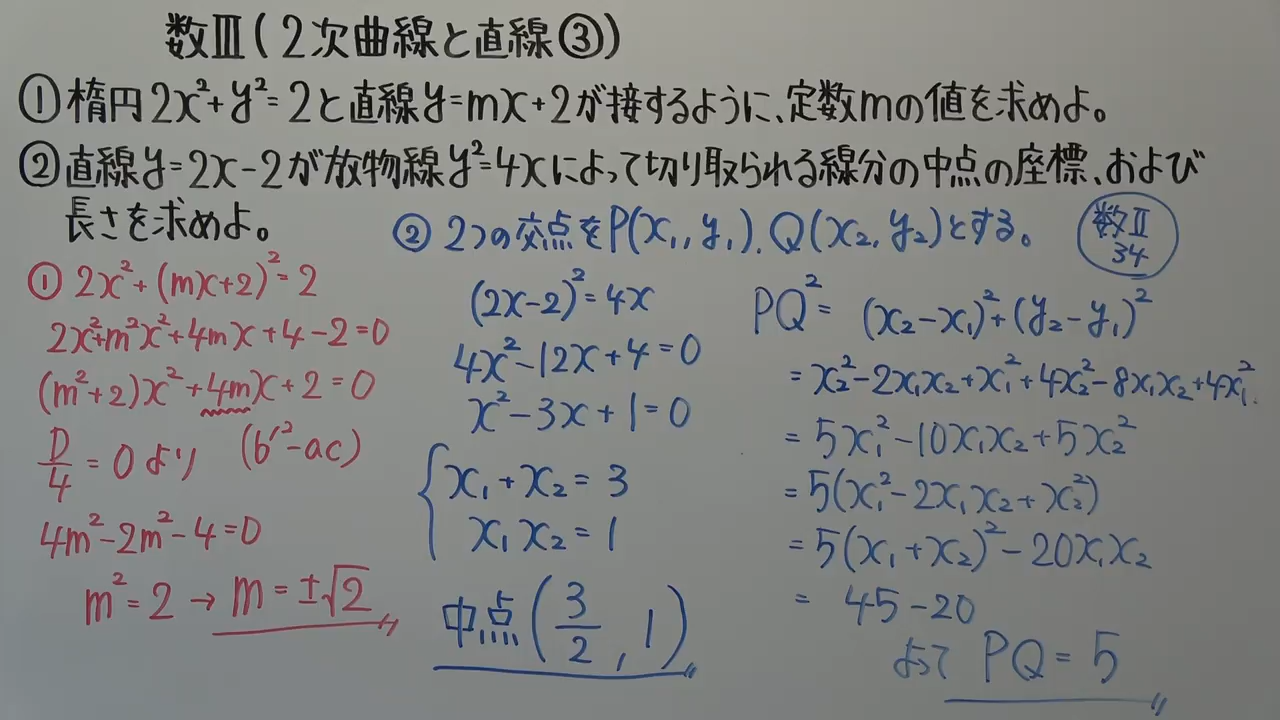 数Ⅲ(2次曲線と直線③)
①楕円2x²+y²=2と直線y=mx+2が接するように、定数mの値を求めよ。
②直線y=2x-2が放物線y²=4xによって切り取られる線分の中点の座標、および
長さを求めよ。
① 2x²+(mx+2)²=2
2x²+m²x²+4mx+4-2=0
(m²+2)x²+4mx+2=0
D/4=0より (b'²-ac)
4m²-2m²-4=0
m²=2→m=±√2
② 2つの交点をP(x₁,y₁).Q(x₂,y₂)とする。
数Ⅱ
34
(2x-2)²=4x
4x²-12x+4=0
x²-3x+1=0
{x₁+x₂=3
x₁x₂=1
中点(3/2,1)
PQ²=(x₂-x₁)²+(y₂-y₁)²
=x₂²-2x₁x₂+x₁²+4x₂²-8x₁x₂+4x₁².
=5x₁²-10x₁x₂+5x₂²
=5(x₁²-2x₁x₂+x₂²)
=5(x₁+x₂)²-20x₁x₂
=45-20
よってPQ=5